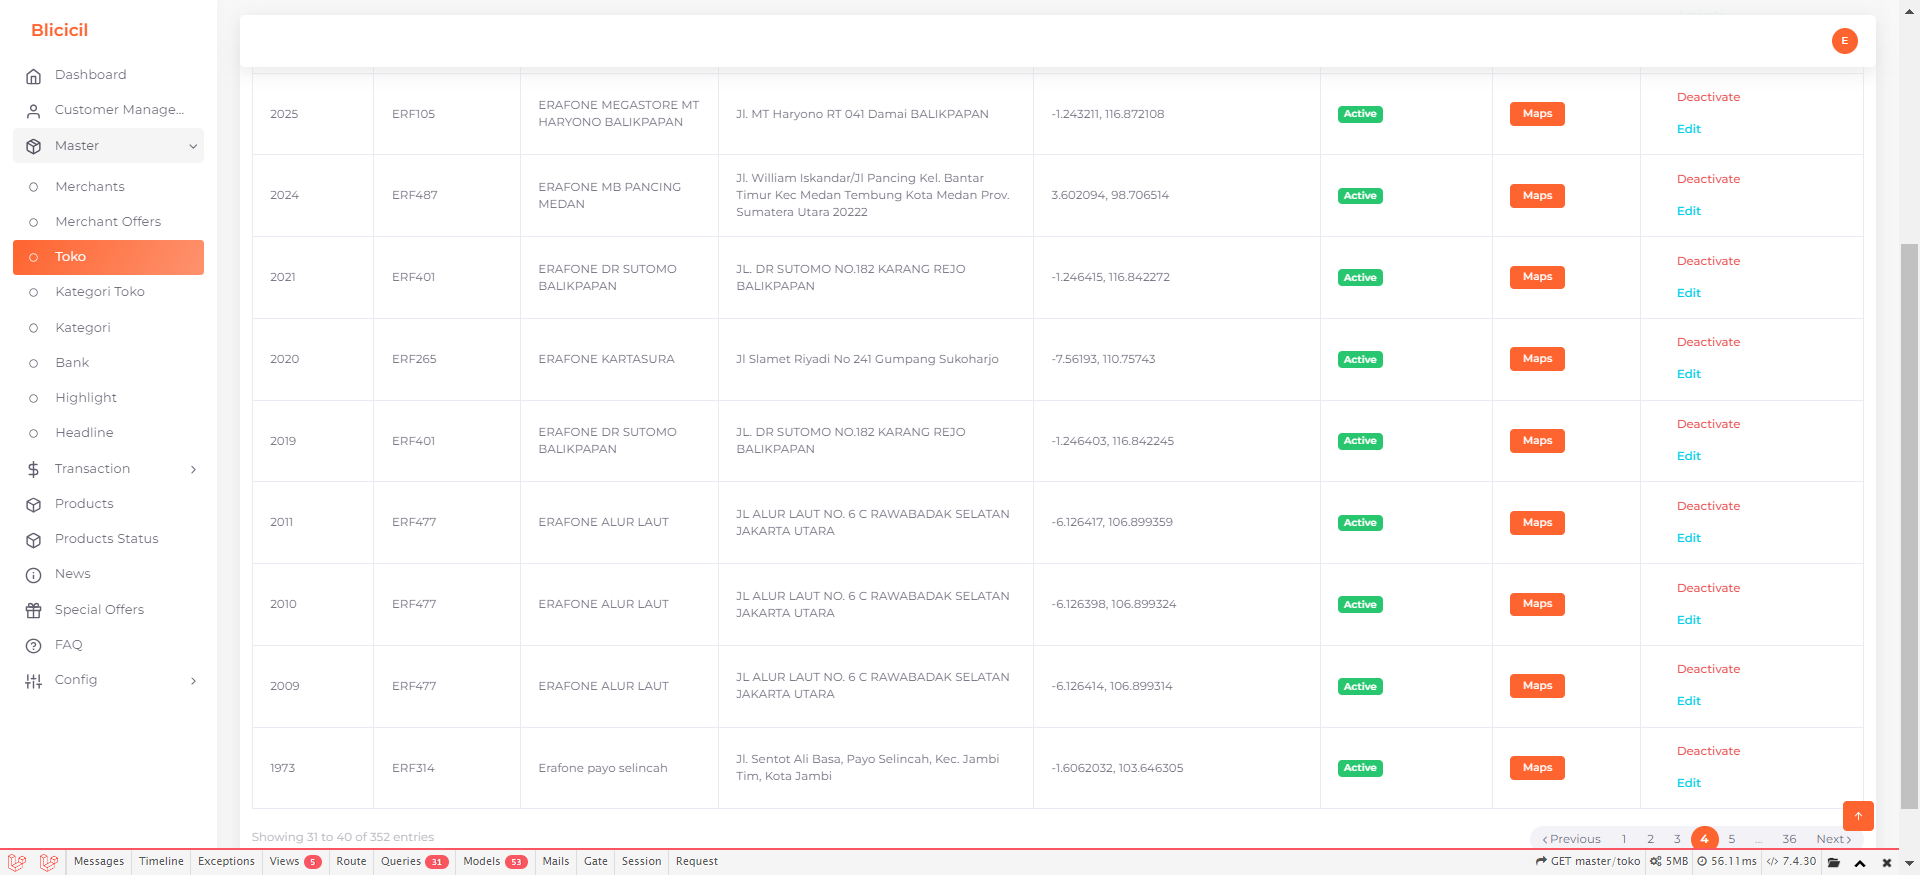 Blicicil
E
Dashboard
Customer Manage...
Master
Merchants
Merchant Offers
Toko
Kategori Toko
Kategori
Bank
Highlight
Headline
Transaction
Products
Products Status
News
Special Offers
FAQ
Config
2025
ERF105
ERAFONE MEGASTORE MT
HARYONO BALIKPAPAN
Jl. MT Haryono RT 041 Damai BALIKPAPAN
-1.243211, 116.872108
Active
Maps
Deactivate
Edit
2024
ERF487
ERAFONE MB PANCING
MEDAN
Jl. William Iskandar/Jl Pancing Kel. Bantar
Timur Kec Medan Tembung Kota Medan Prov.
Sumatera Utara 20222
3.602094, 98.706514
Active
Maps
Deactivate
Edit
2021
ERF401
ERAFONE DR SUTOMO
BALIKPAPAN
JL. DR SUTOMO NO.182 KARANG REJO
BALIKPAPAN
-1.246415, 116.842272
Active
Maps
Deactivate
Edit
2020
ERF265
ERAFONE KARTASURA
Jl Slamet Riyadi No 241 Gumpang Sukoharjo
-7.56193, 110.75743
Active
Maps
Deactivate
Edit
2019
ERF401
ERAFONE DR SUTOMO
BALIKPAPAN
JL. DR SUTOMO NO.182 KARANG REJO
BALIKPAPAN
-1.246403, 116.842245
Active
Maps
Deactivate
Edit
2011
ERF477
ERAFONE ALUR LAUT
JL ALUR LAUT NO. 6 C RAWABADAK SELATAN
JAKARTA UTARA
-6.126417, 106.899359
Active
Maps
Deactivate
Edit
2010
ERF477
ERAFONE ALUR LAUT
JL ALUR LAUT NO. 6 C RAWABADAK SELATAN
JAKARTA UTARA
-6.126398, 106.899324
Active
Maps
Deactivate
Edit
2009
ERF477
ERAFONE ALUR LAUT
JL ALUR LAUT NO. 6 C RAWABADAK SELATAN
JAKARTA UTARA
-6.126414, 106.899314
Active
Maps
Deactivate
Edit
1973
ERF314
Erafone payo selincah
Jl. Sentot Ali Basa, Payo Selincah, Kec. Jambi
Tim, Kota Jambi
-1.6062032, 103.646305
Active
Maps
Deactivate
Edit
Showing 31 to 40 of 352 entries
Previous 1 2 3 4 5 ... 36 Next
Messages Timeline Exceptions Views 5 Route Queries 31 Models 53 Mails Gate Session Request GET master/toko 5MB 56.11ms 7.4.30